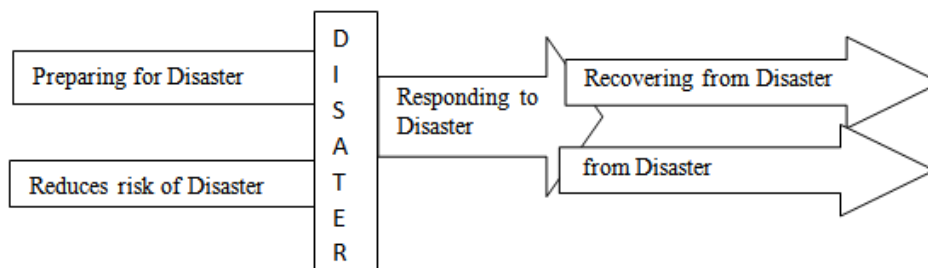 Preparing for Disaster
Reduces risk of Disaster
D
I
S
A
T
E
R
Responding to
Disaster
Recovering from Disaster
from Disaster